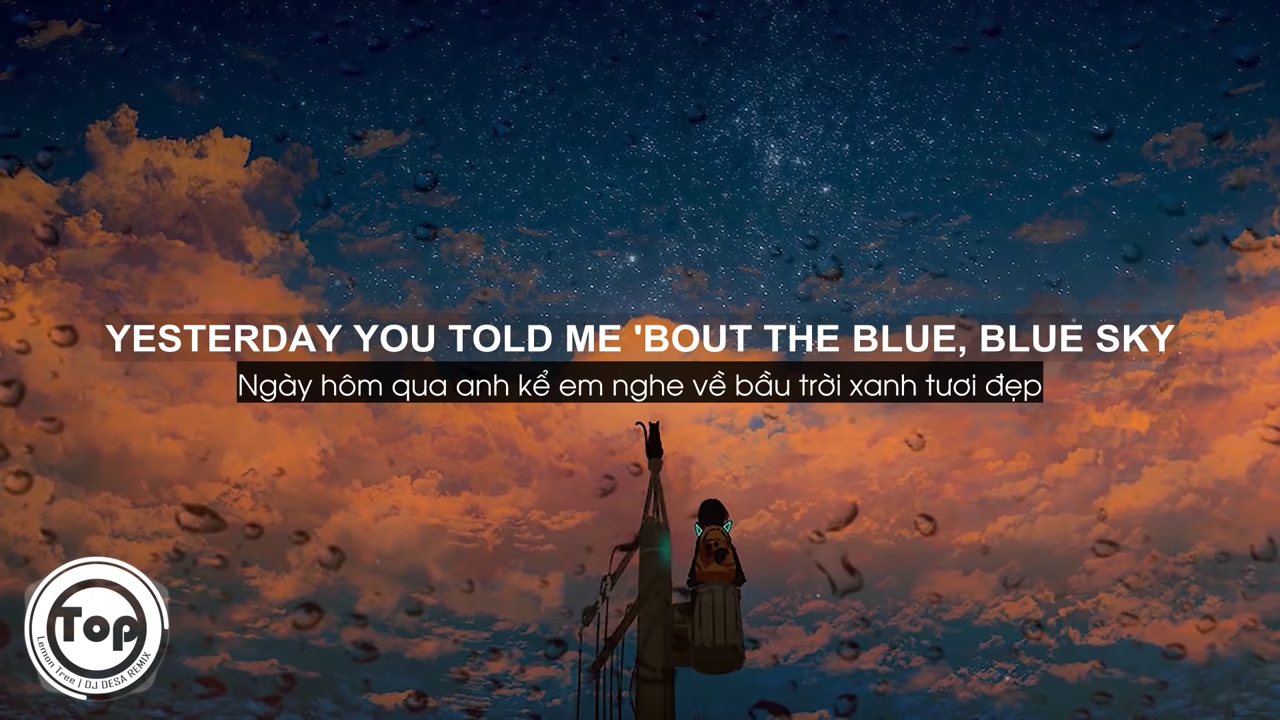 YESTERDAY YOU TOLD ME 'BOUT THE BLUE, BLUE SKY
Ngày hôm qua anh kể em nghe về bầu trời xanh tươi đẹp
Top
Lemon Tree | DJ DESA REMIX